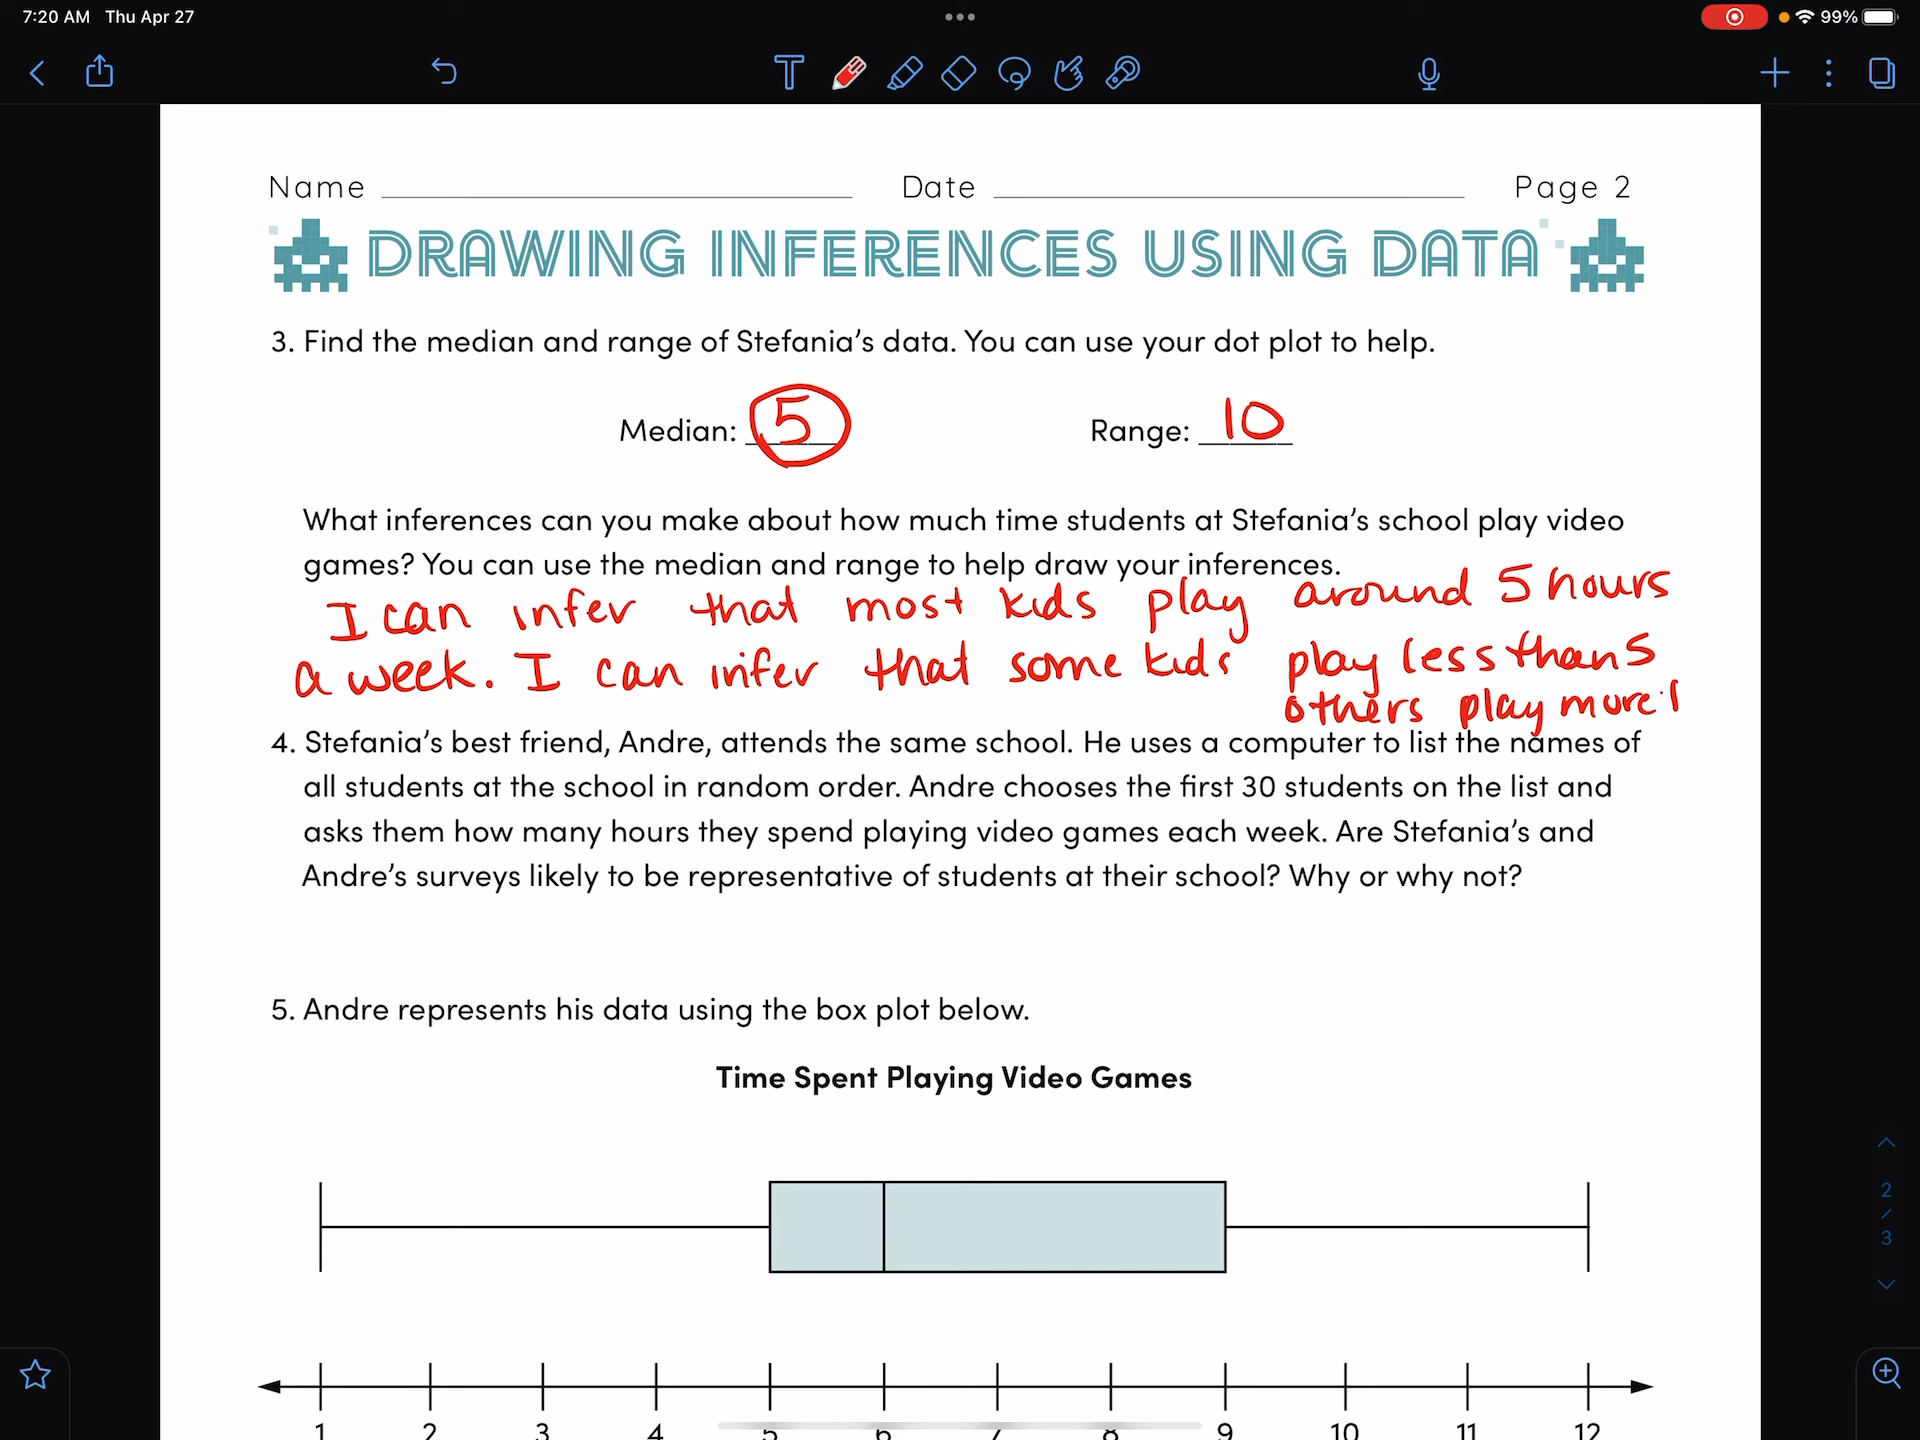 7:20 AM Thu Apr 27
99%
Name Date Page 2
DRAWING INFERENCES USING DATA
3. Find the median and range of Stefania's data. You can use your dot plot to help.
Median: 5 Range: 10
What inferences can you make about how much time students at Stefania's school play video
games? You can use the median and range to help draw your inferences.
I can infer that most kids play around 5 hours
a week. I can infer that some kids play less than 5
others play more!
4. Stefania's best friend, Andre, attends the same school. He uses a computer to list the names of
all students at the school in random order. Andre chooses the first 30 students on the list and
asks them how many hours they spend playing video games each week. Are Stefania's and
Andre's surveys likely to be representative of students at their school? Why or why not?
5. Andre represents his data using the box plot below.
Time Spent Playing Video Games
1 2 3 4 5 6 7 8 9 10 11 12
2
/
3